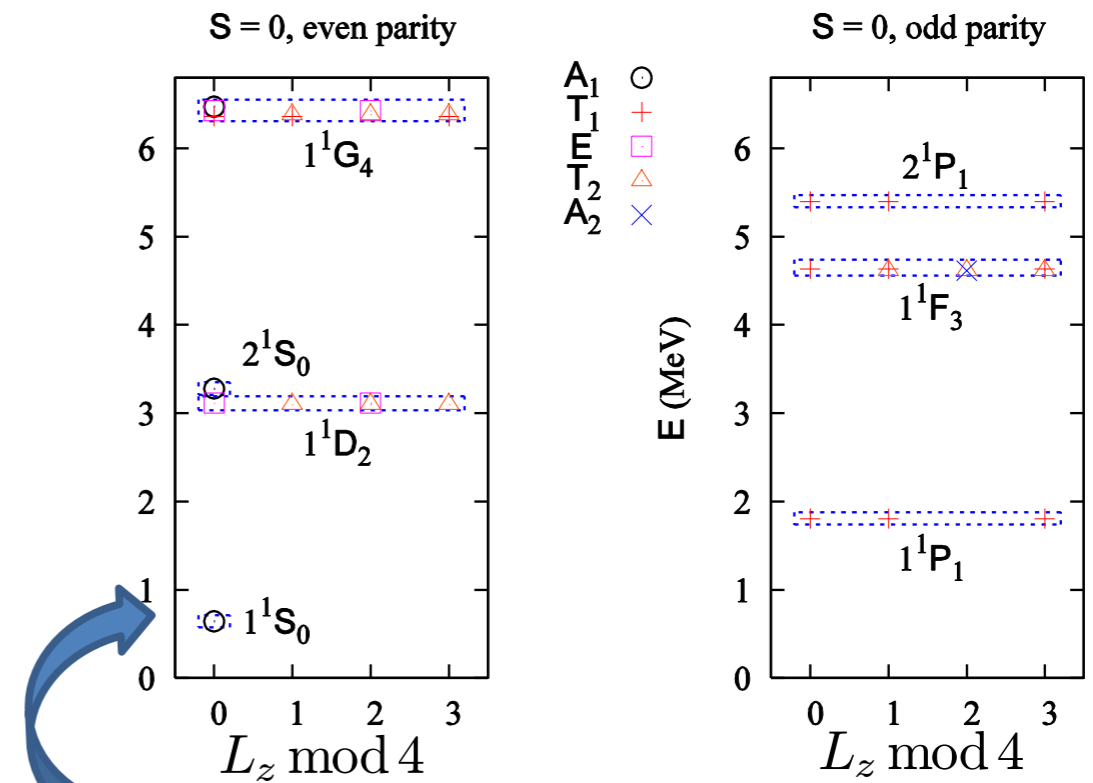 S = 0, even parity
6
5
4
3
2
1
0
1¹G₄
2¹S₀
1¹D₂
1¹S₀
0 1 2 3
L_z mod 4
A₁
T₁
E
T₂
A₂
S = 0, odd parity
E (MeV)
6
5
4
3
2
1
0
2¹P₁
1¹F₃
1¹P₁
0 1 2 3
L_z mod 4